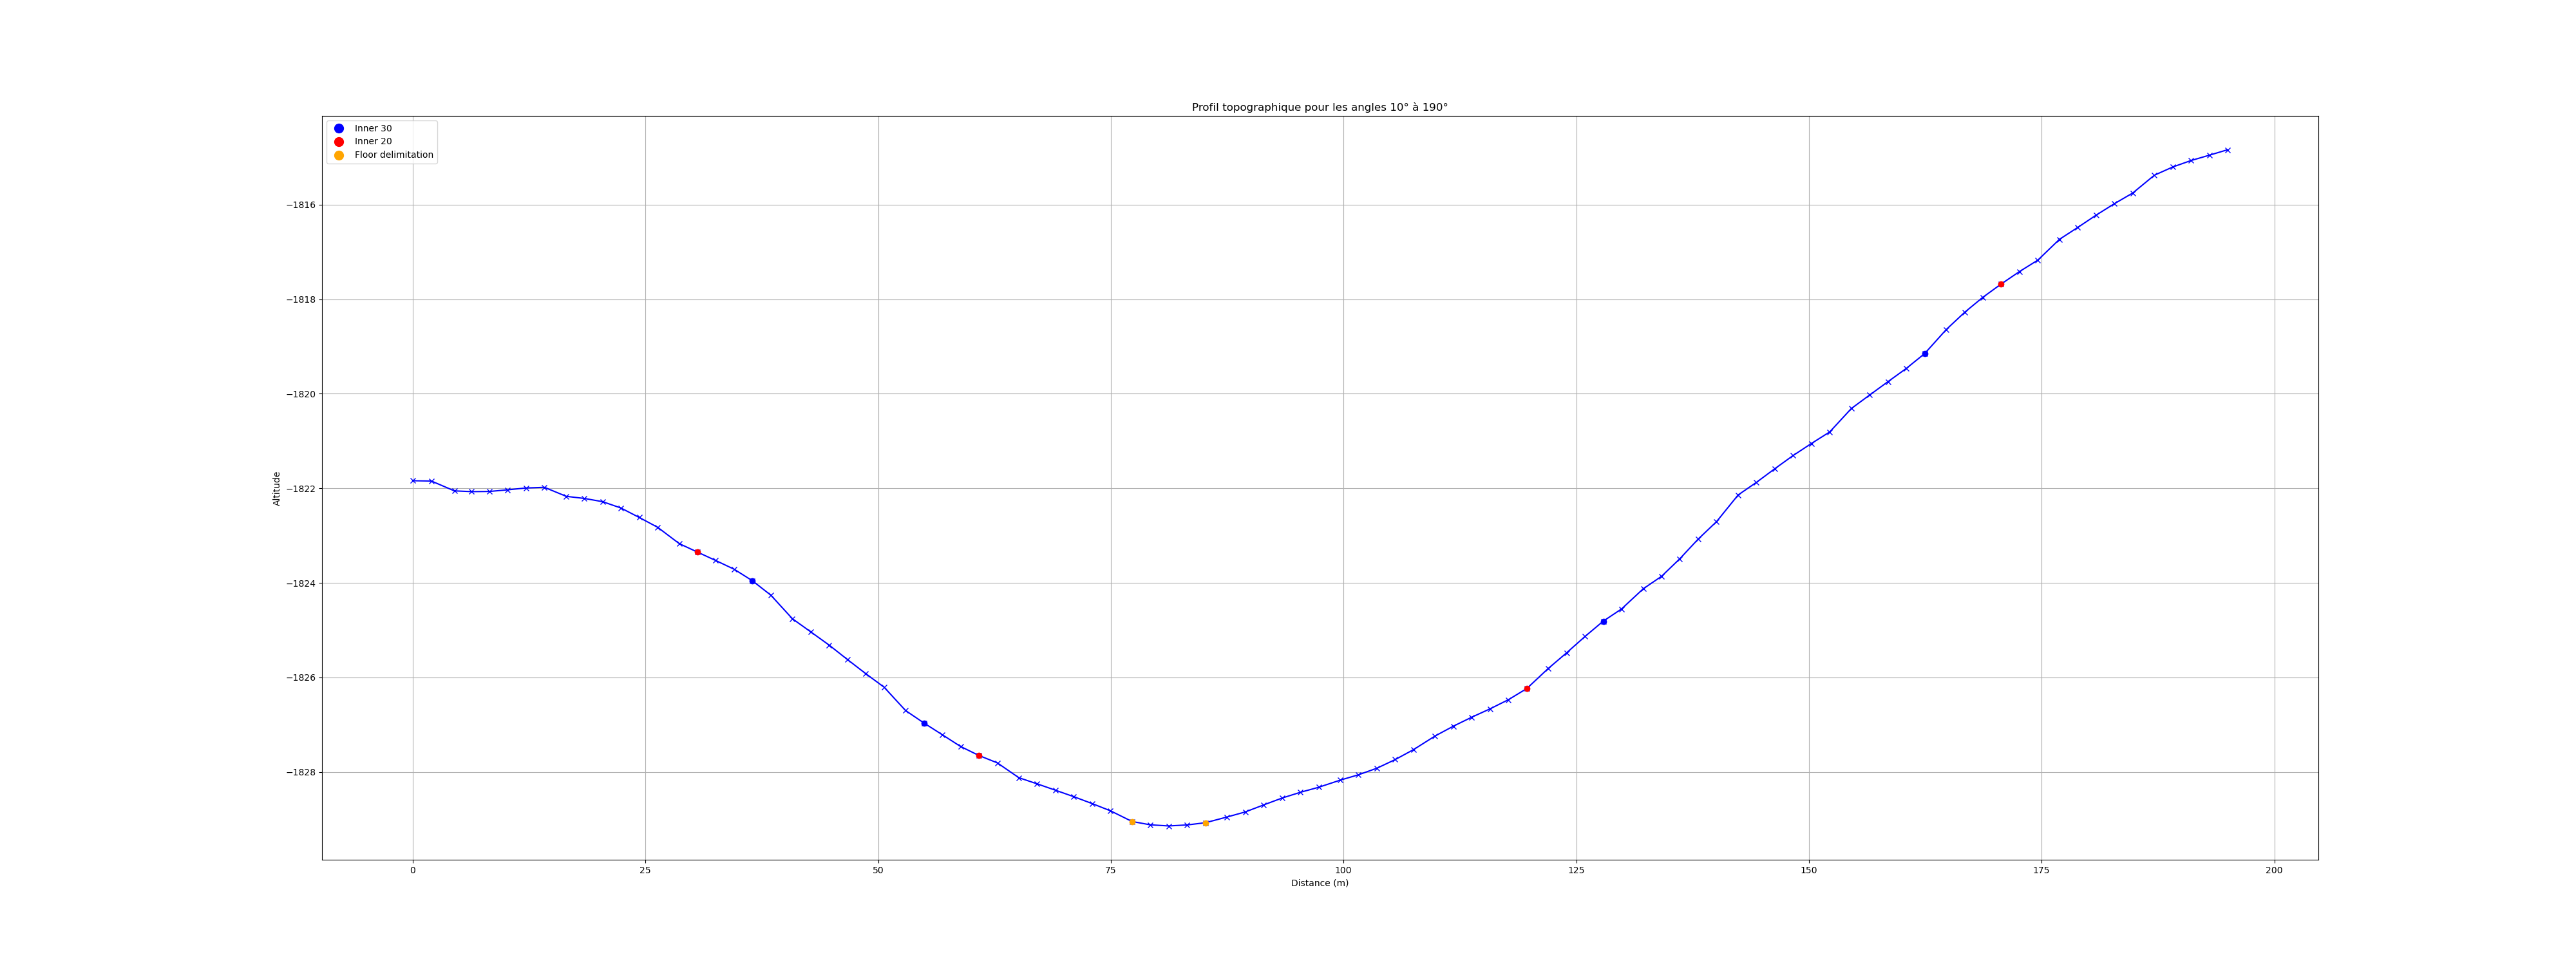 Profil topographique pour les angles 10° à 190°
Inner 30
Inner 20
Floor delimitation
Altitude
−1816
−1818
−1820
−1822
−1824
−1826
−1828
0 25 50 75 100 125 150 175 200
Distance (m)